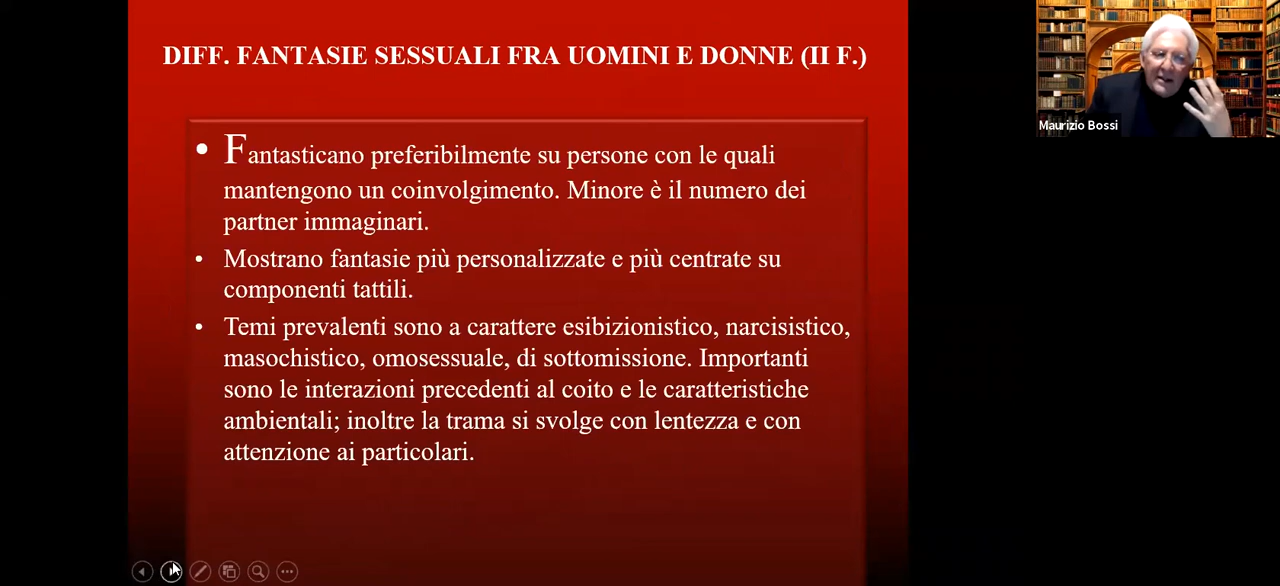 DIFF. FANTASIE SESSUALI FRA UOMINI E DONNE (II F.)
• Fantasticano preferibilmente su persone con le quali
mantengono un coinvolgimento. Minore è il numero dei
partner immaginari.
• Mostrano fantasie più personalizzate e più centrate su
componenti tattili.
• Temi prevalenti sono a carattere esibizionistico, narcisistico,
masochistico, omosessuale, di sottomissione. Importanti
sono le interazioni precedenti al coito e le caratteristiche
ambientali; inoltre la trama si svolge con lentezza e con
attenzione ai particolari.
Maurizio Bossi